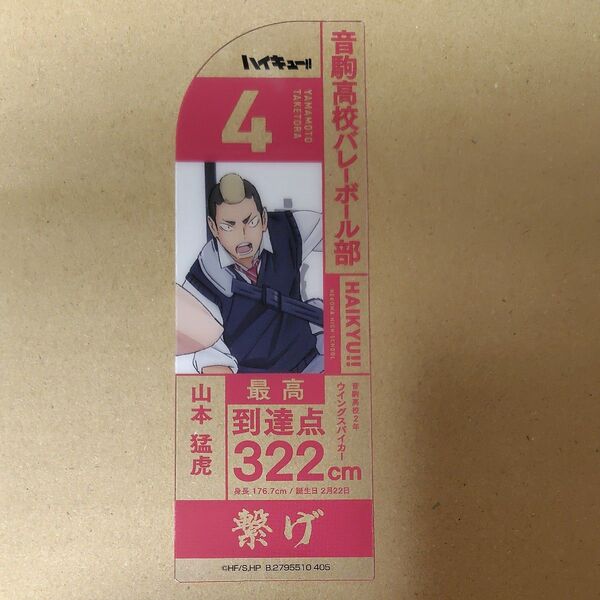 ハイキュー!!
4
YAMAMOTO
TAKETORA
音駒高校バレーボール部
HAIKYU!!
NEKOMA HIGH SCHOOL
山本 猛虎
最高
到達点
322cm
音駒高校2年
ウイングスパイカー
身長 176.7cm / 誕生日 2月22日
繋げ
©HF/S,HP B.2795510 405